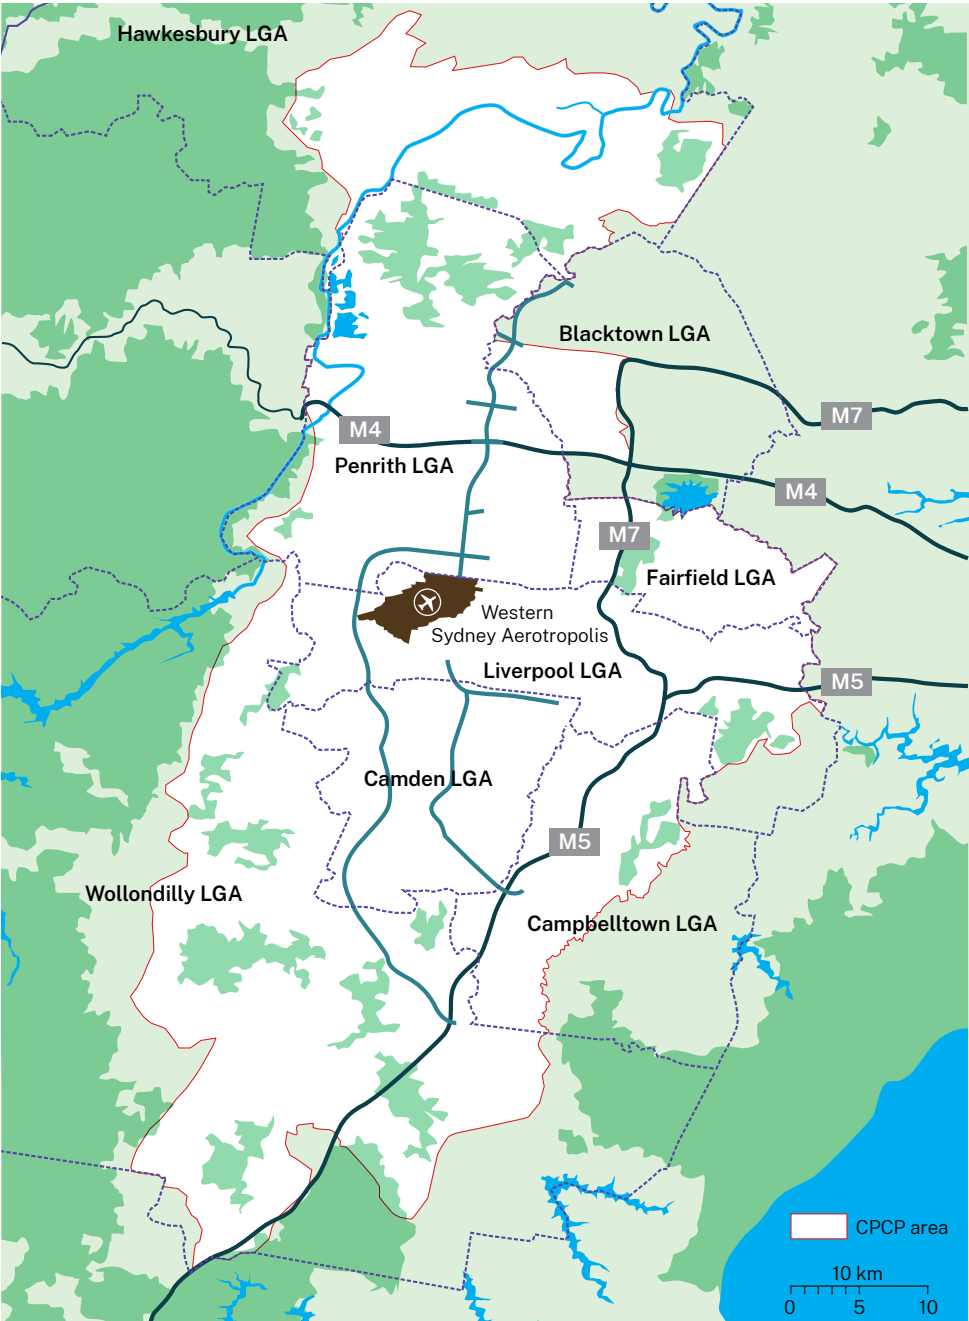 Hawkesbury LGA
Blacktown LGA
M7
M4
Penrith LGA
M4
M7
Fairfield LGA
Western
Sydney Aerotropolis
Liverpool LGA
M5
Camden LGA
M5
Wollondilly LGA
Campbelltown LGA
CPCP area
10 km
0 5 10